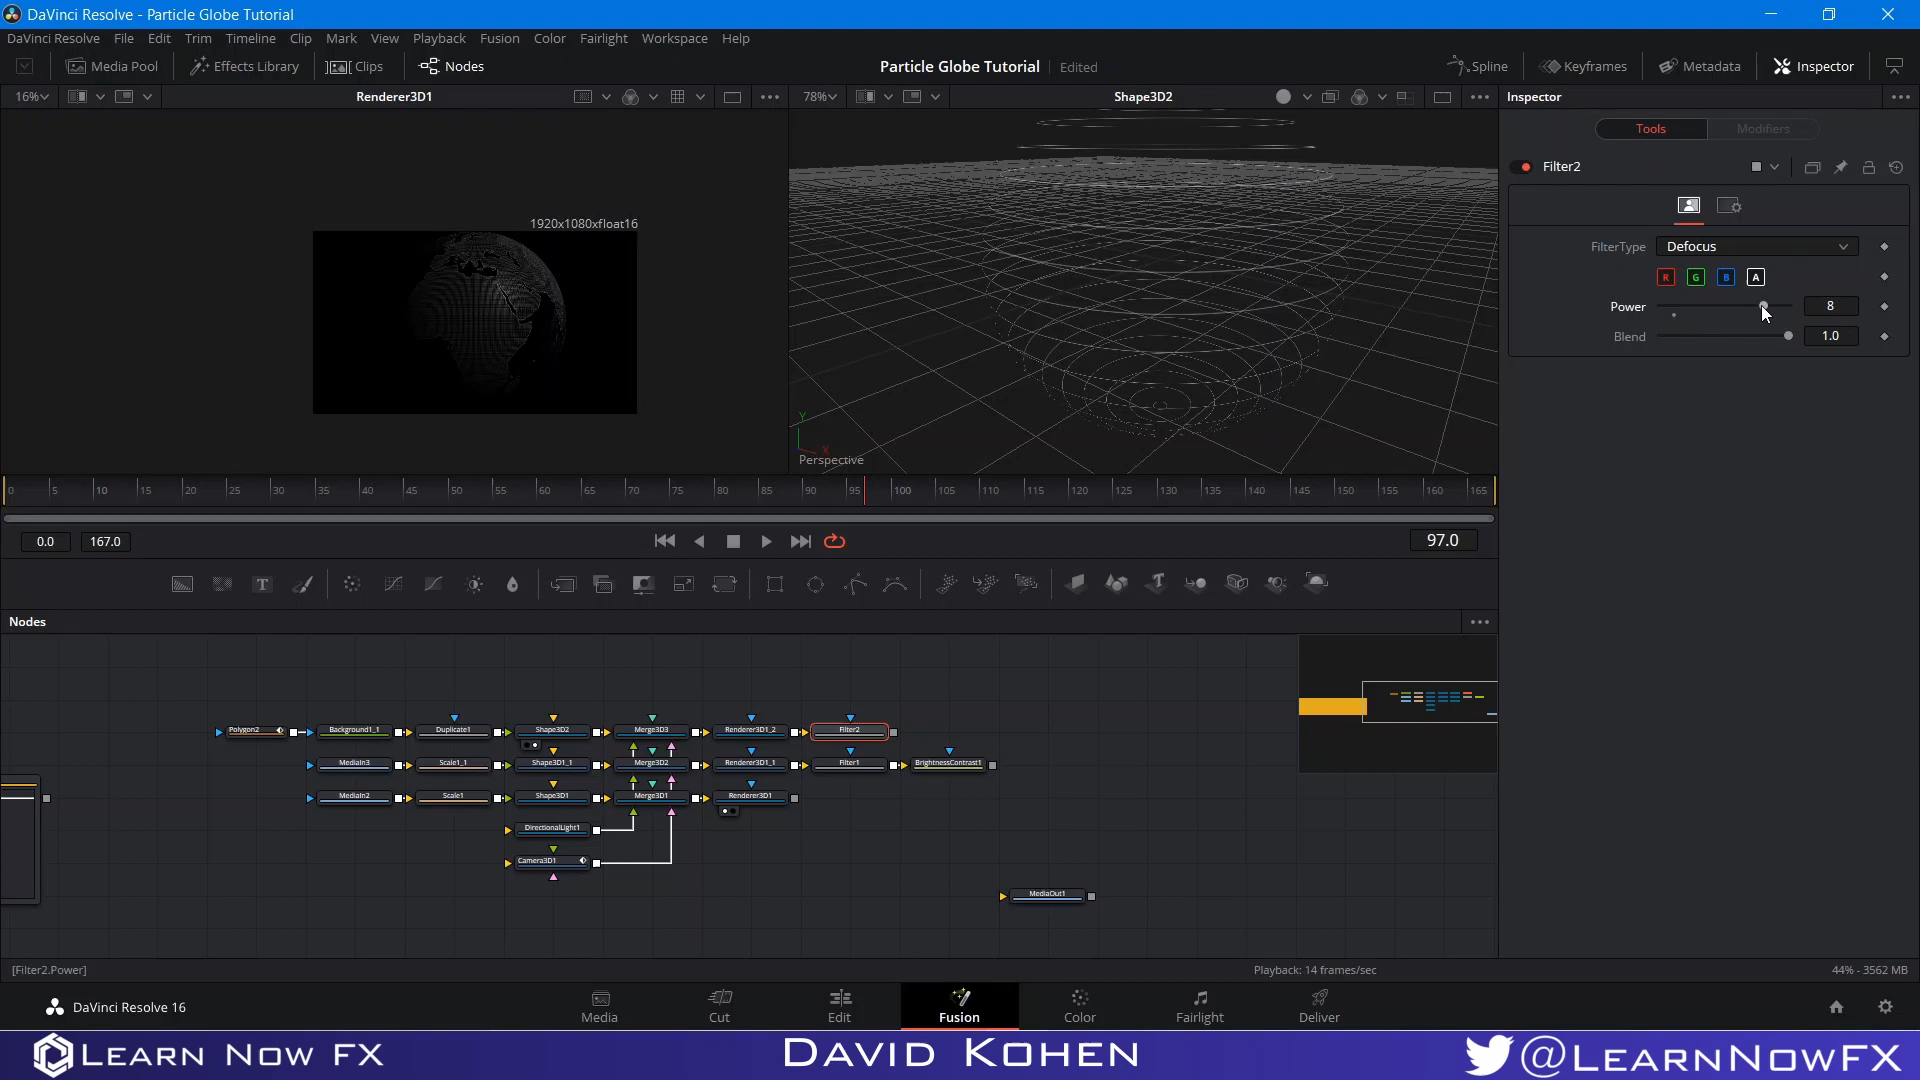 DaVinci Resolve - Particle Globe Tutorial
DaVinci Resolve File Edit Trim Timeline Clip Mark View Playback Fusion Color Fairlight Workspace Help
Media Pool Effects Library Clips Nodes Particle Globe Tutorial Edited Spline Keyframes Metadata Inspector
16% Renderer3D1 78% Shape3D2 Inspector
Tools Modifiers
Filter2
1920x1080xfloat16
FilterType Defocus
R G B A
Power 8
Blend 1.0
Y
X
Perspective
0 5 10 15 20 25 30 35 40 45 50 55 60 65 70 75 80 85 90 95 100 105 110 115 120 125 130 135 140 145 150 155 160 165
0.0 167.0 97.0
T
Nodes
Polygon2 Background1_1 Duplicate1 Shape3D2 Merge3D3 Renderer3D1_2 Filter2
MediaIn3 Scale1_1 Shape3D1_1 Merge3D2 Renderer3D1_1 Filter1 BrightnessContrast1
MediaIn2 Scale1 Shape3D1 Merge3D1 Renderer3D1
DirectionalLight1
Camera3D1
MediaOut1
[Filter2.Power] Playback: 14 frames/sec 44% - 3562 MB
DaVinci Resolve 16 Media Cut Edit Fusion Color Fairlight Deliver
Learn Now FX David Kohen @LearnNowFX